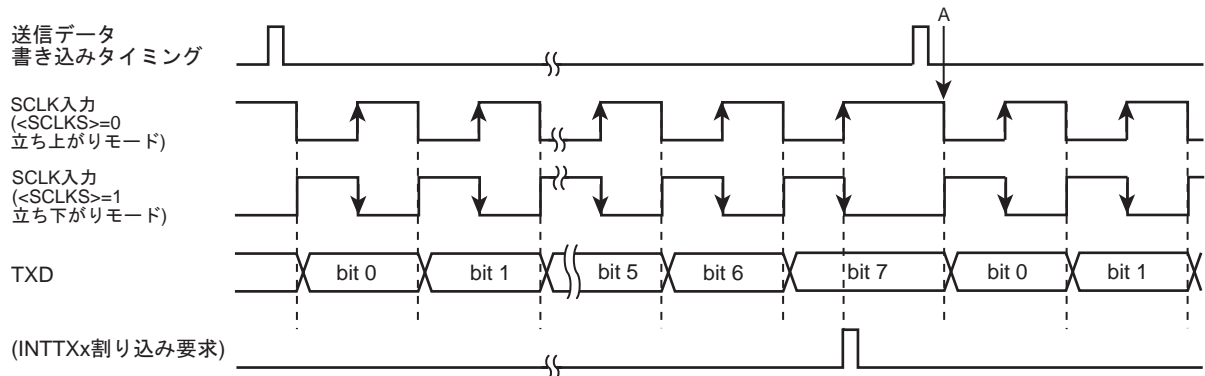 A
送信データ
書き込みタイミング
SCLK入力
(<SCLKS>=0
立ち上がりモード)
SCLK入力
(<SCLKS>=1
立ち下がりモード)
TXD
bit 0
bit 1
bit 5
bit 6
bit 7
bit 0
bit 1
(INTTXx割り込み要求)